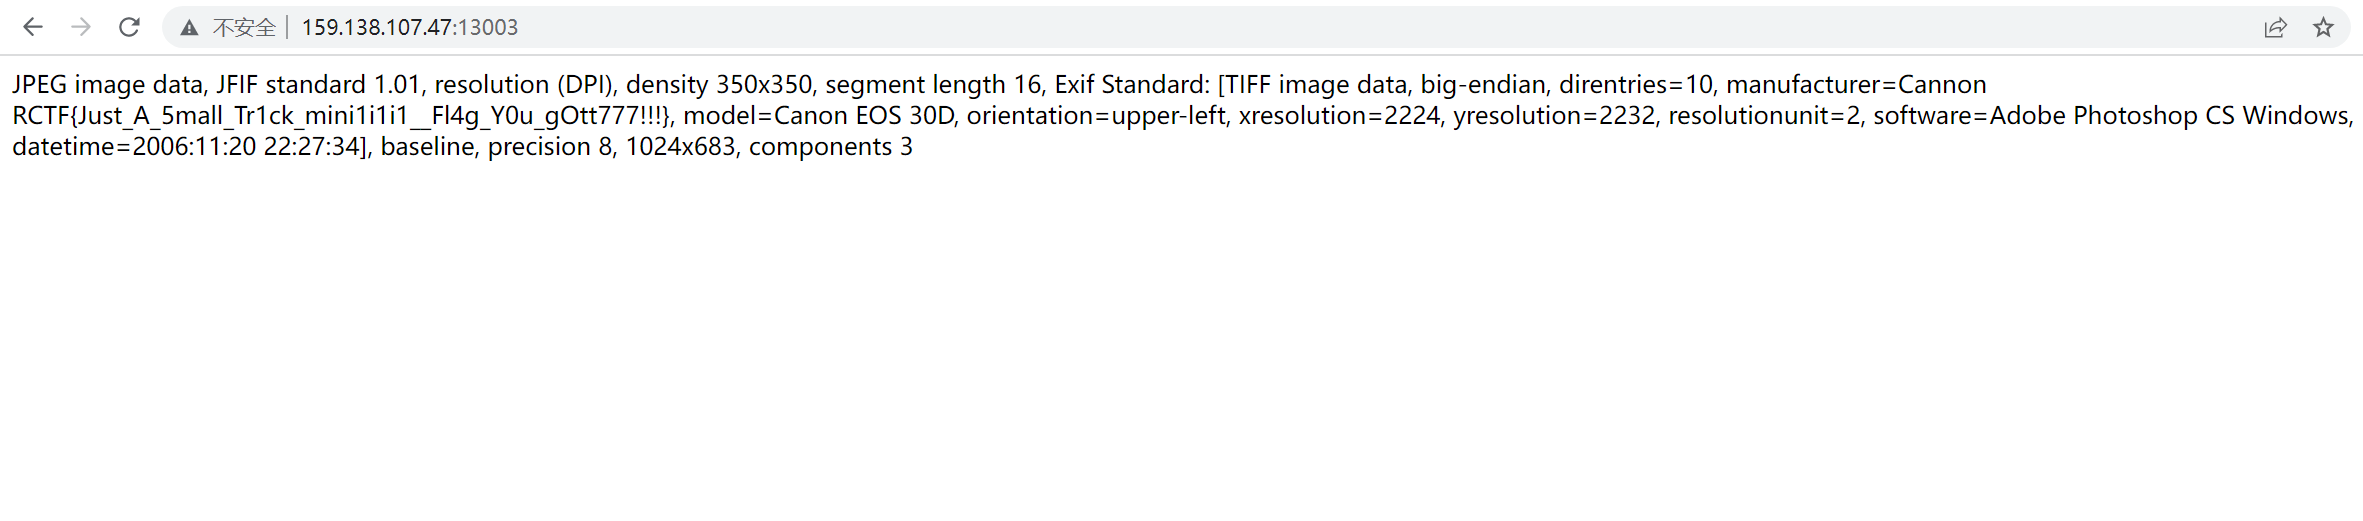 不安全 | 159.138.107.47:13003
JPEG image data, JFIF standard 1.01, resolution (DPI), density 350x350, segment length 16, Exif Standard: [TIFF image data, big-endian, direntries=10, manufacturer=Cannon
RCTF{Just_A_5mall_Tr1ck_mini1i1i1__Fl4g_Y0u_gOtt777!!!}, model=Canon EOS 30D, orientation=upper-left, xresolution=2224, yresolution=2232, resolutionunit=2, software=Adobe Photoshop CS Windows,
datetime=2006:11:20 22:27:34], baseline, precision 8, 1024x683, components 3